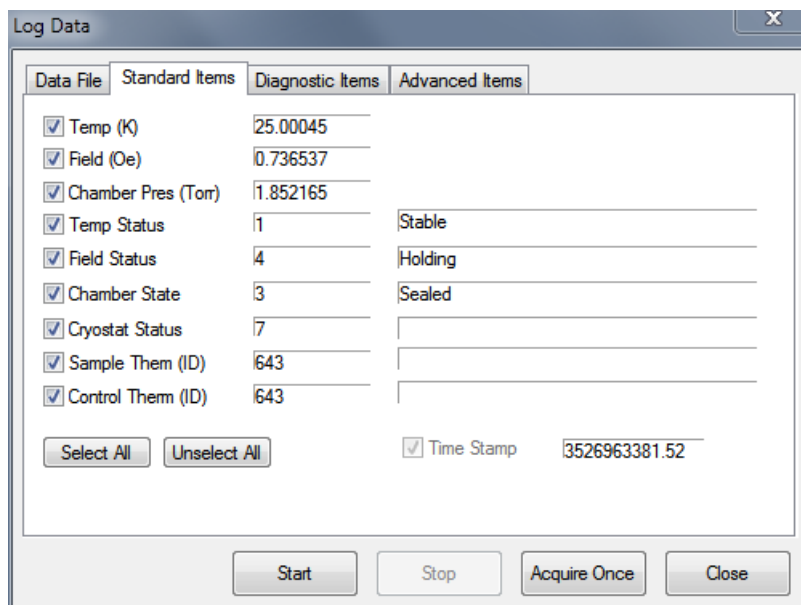 Log Data
Data File Standard Items Diagnostic Items Advanced Items
Temp (K) 25.00045
Field (Oe) 0.736537
Chamber Pres (Torr) 1.852165
Temp Status 1 Stable
Field Status 4 Holding
Chamber State 3 Sealed
Cryostat Status 7
Sample Them (ID) 643
Control Therm (ID) 643
Select All Unselect All Time Stamp 3526963381.52
Start Stop Acquire Once Close